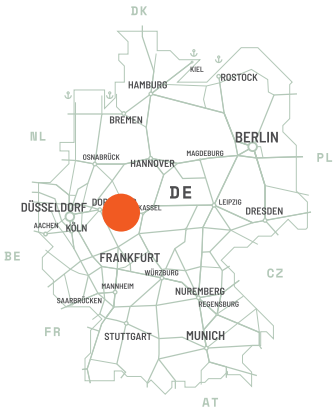 DK
KIEL
ROSTOCK
HAMBURG
BREMEN
NL
BERLIN
OSNABRÜCK
HANNOVER
MAGDEBURG
PL
DE
DÜSSELDORF
DOR
KASSEL
LEIPZIG
DRESDEN
AACHEN
KÖLN
BE
FRANKFURT
WÜRZBURG
CZ
MANNHEIM
SAARBRÜCKEN
NUREMBERG
REGENSBURG
FR
STUTTGART
MUNICH
AT